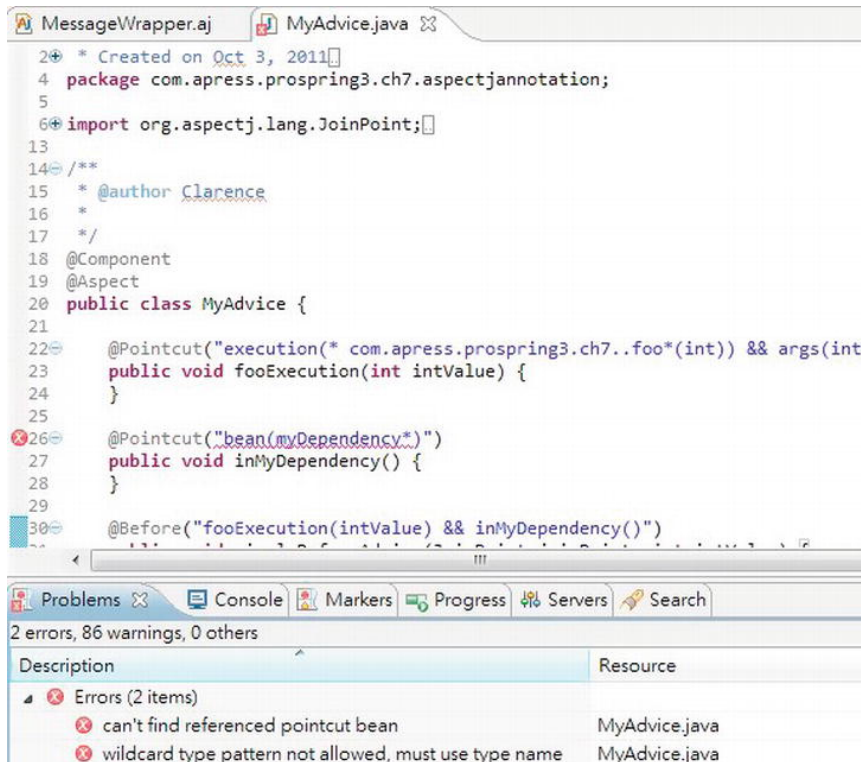 MessageWrapper.aj MyAdvice.java
2 * Created on Oct 3, 2011
4 package com.apress.prospring3.ch7.aspectjannotation;
5
6 import org.aspectj.lang.JoinPoint;
13
14 /**
15 * @author Clarence
16 *
17 */
18 @Component
19 @Aspect
20 public class MyAdvice {
21
22 @Pointcut("execution(* com.apress.prospring3.ch7..foo*(int)) && args(int
23 public void fooExecution(int intValue) {
24 }
25
26 @Pointcut("bean(myDependency*)")
27 public void inMyDependency() {
28 }
29
30 @Before("fooExecution(intValue) && inMyDependency()")
Problems Console Markers Progress Servers Search
2 errors, 86 warnings, 0 others
Description Resource
Errors (2 items)
can't find referenced pointcut bean MyAdvice.java
wildcard type pattern not allowed, must use type name MyAdvice.java